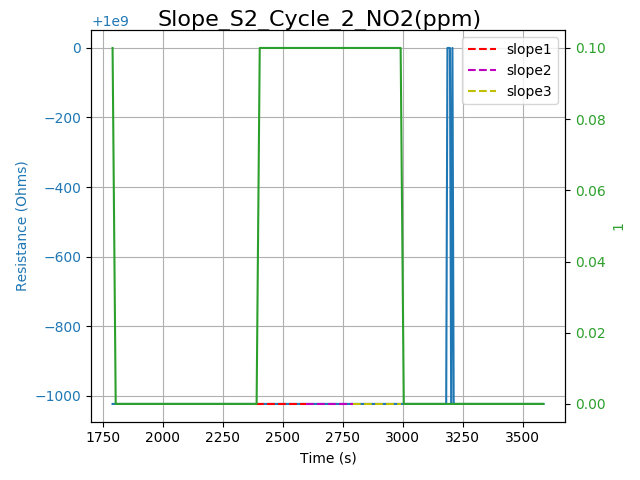 Slope_S2_Cycle_2_NO2(ppm)
+1e9
0
−200
−400
−600
−800
−1000
Resistance (Ohms)
slope1
slope2
slope3
0.10
0.08
0.06
0.04
0.02
0.00
1
1750 2000 2250 2500 2750 3000 3250 3500
Time (s)